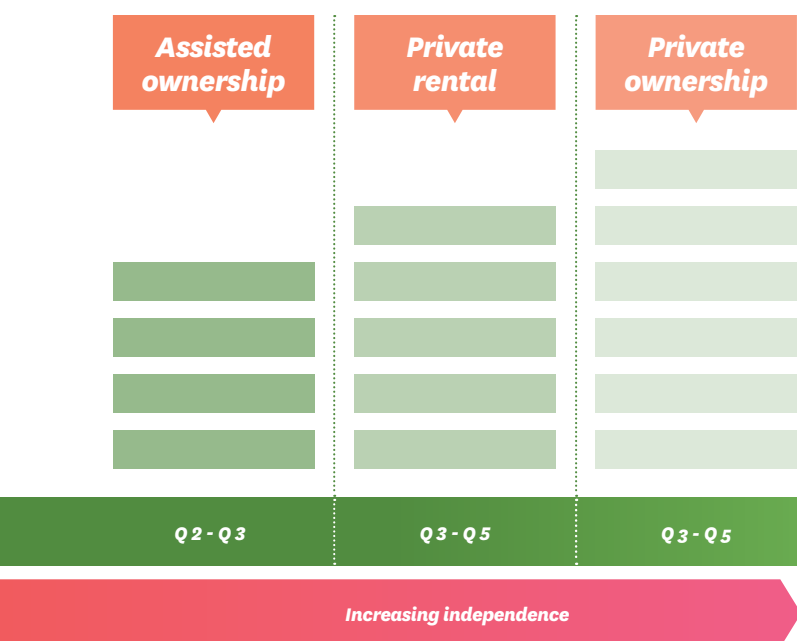 Assisted
ownership
Private
rental
Private
ownership
Q2-Q3
Q3-Q5
Q3-Q5
Increasing independence